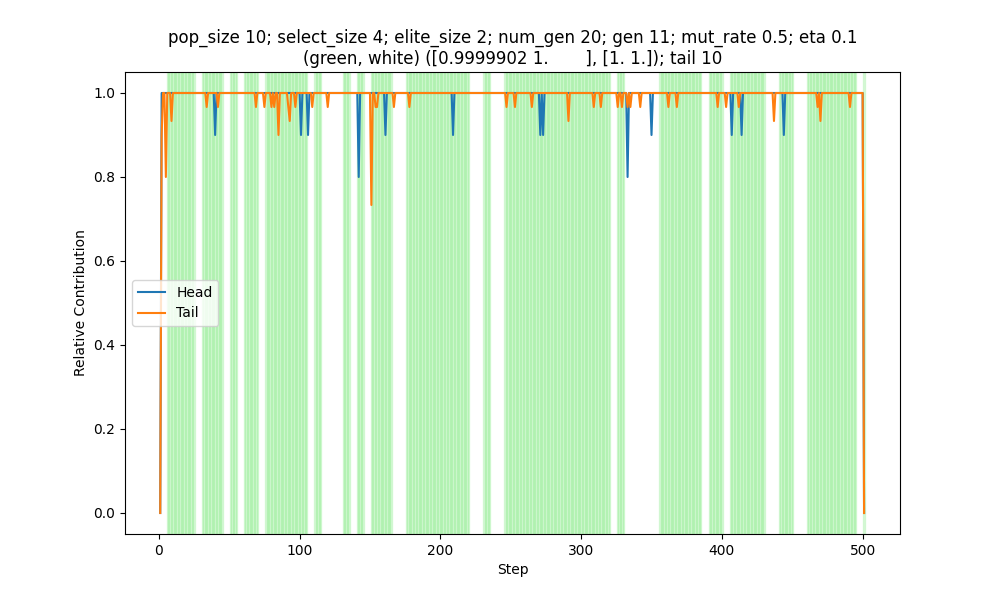 pop_size 10; select_size 4; elite_size 2; num_gen 20; gen 11; mut_rate 0.5; eta 0.1
(green, white) ([0.9999902 1.        ], [1. 1.]); tail 10
1.0
0.8
0.6
0.4
0.2
0.0
Relative Contribution
Head
Tail
0
100
200
300
400
500
Step